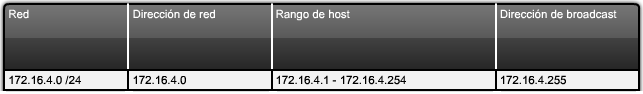 Red Dirección de red Rango de host Dirección de broadcast
172.16.4.0 /24 172.16.4.0 172.16.4.1 - 172.16.4.254 172.16.4.255